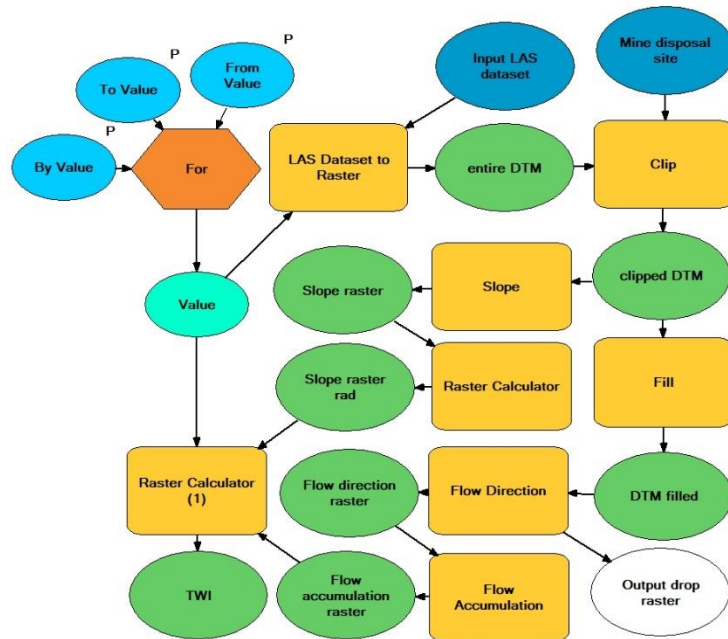 P
From
Value
P
To Value
P
By Value
For
Input LAS
dataset
Mine disposal
site
LAS Dataset to
Raster
entire DTM
Clip
Value
Slope raster
Slope
clipped DTM
Slope raster
rad
Raster Calculator
Fill
Raster Calculator
(1)
Flow direction
raster
Flow Direction
DTM filled
TWI
Flow
accumulation
raster
Flow
Accumulation
Output drop
raster